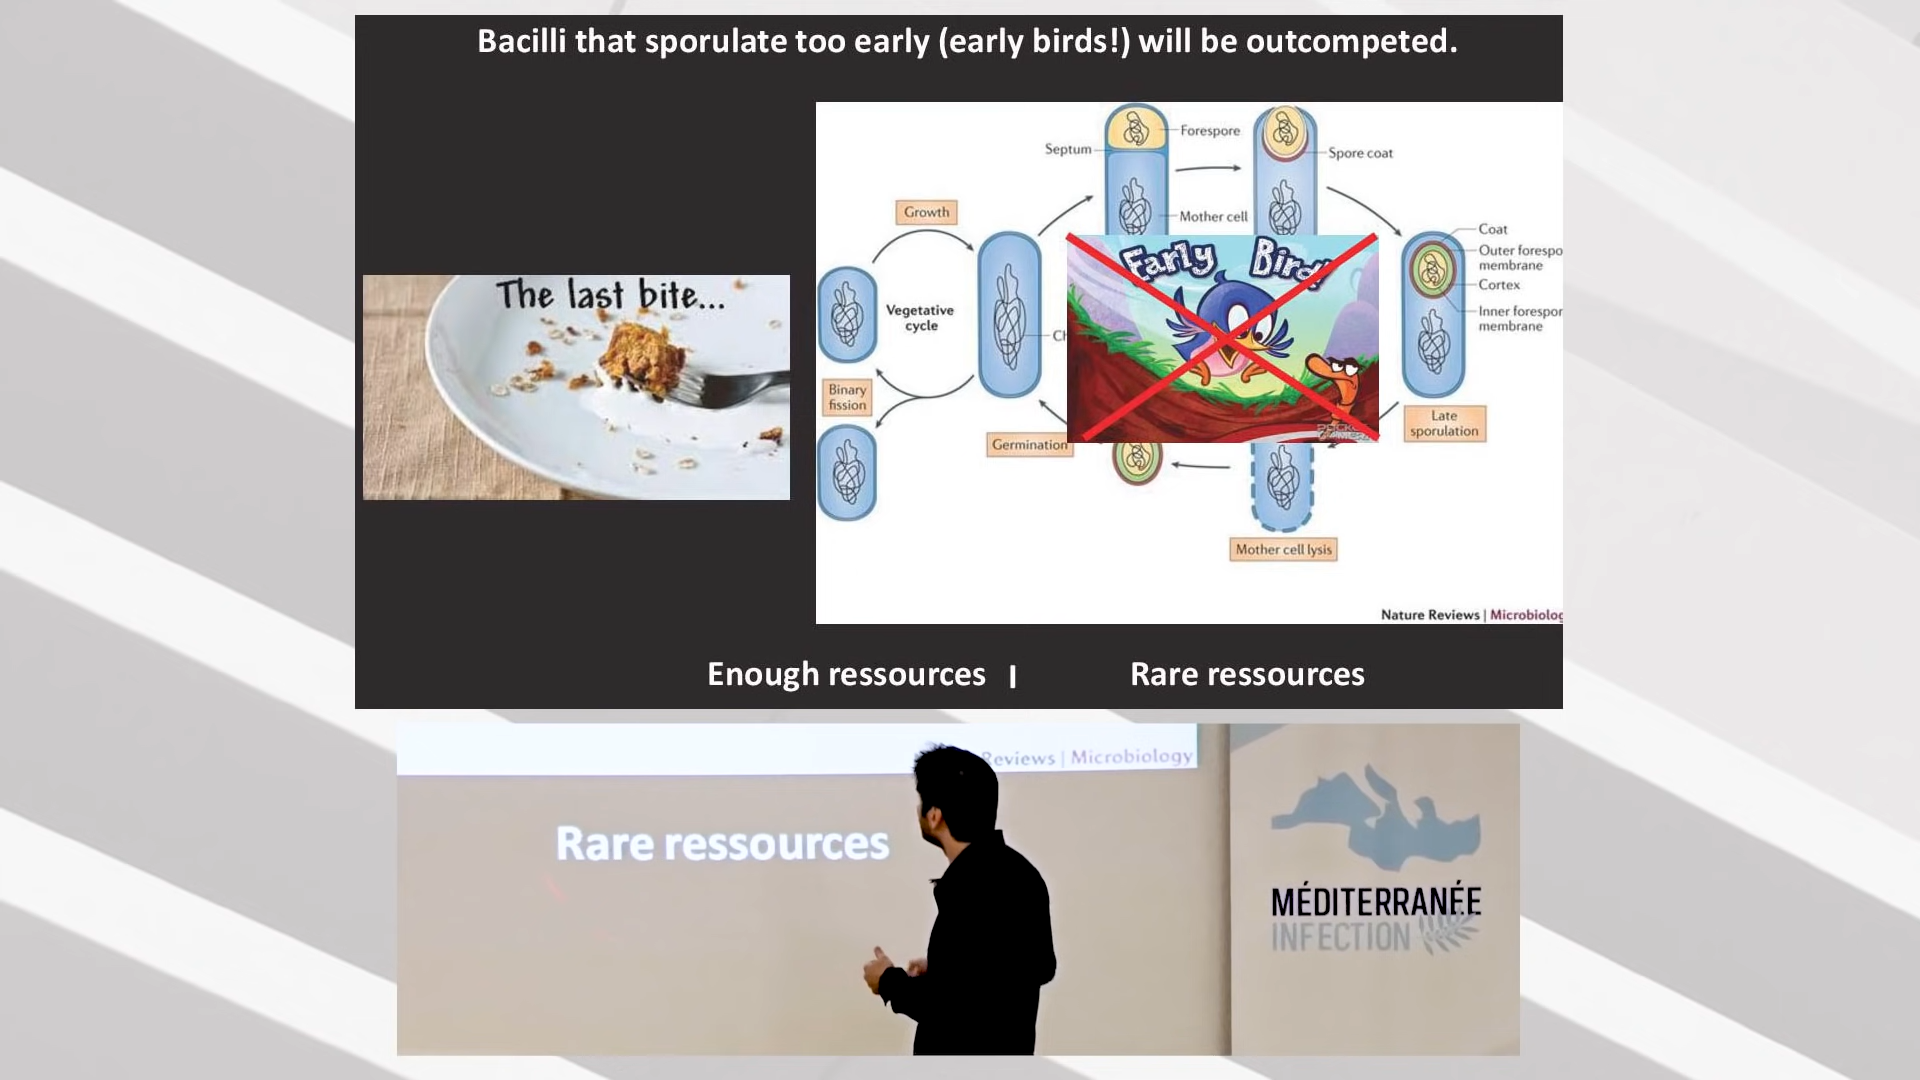 Bacilli that sporulate too early (early birds!) will be outcompeted.
Forespore
Septum
Spore coat
Growth
Mother cell
Coat
Outer forespo
membrane
Cortex
Inner forespor
membrane
Early Bird
The last bite...
Vegetative
cycle
Binary
fission
Germination
Late
sporulation
Mother cell lysis
Nature Reviews | Microbiolog
Enough ressources | Rare ressources
Reviews | Microbiology
Rare ressources
MÉDITERRANÉE
INFECTION